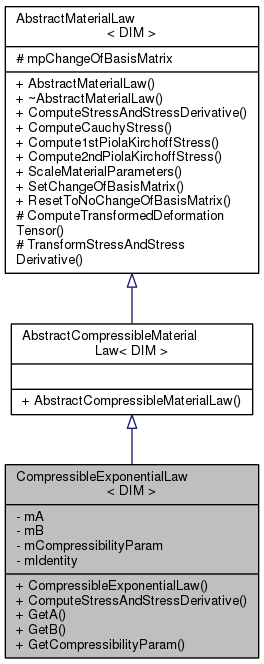 AbstractMaterialLaw
< DIM >
# mpChangeOfBasisMatrix
+ AbstractMaterialLaw()
+ ~AbstractMaterialLaw()
+ ComputeStressAndStressDerivative()
+ ComputeCauchyStress()
+ Compute1stPiolaKirchoffStress()
+ Compute2ndPiolaKirchoffStress()
+ ScaleMaterialParameters()
+ SetChangeOfBasisMatrix()
+ ResetToNoChangeOfBasisMatrix()
# ComputeTransformedDeformation
Tensor()
# TransformStressAndStress
Derivative()
AbstractCompressibleMaterial
Law< DIM >
+ AbstractCompressibleMaterialLaw()
CompressibleExponentialLaw
< DIM >
- mA
- mB
- mCompressibilityParam
- mIdentity
+ CompressibleExponentialLaw()
+ ComputeStressAndStressDerivative()
+ GetA()
+ GetB()
+ GetCompressibilityParam()